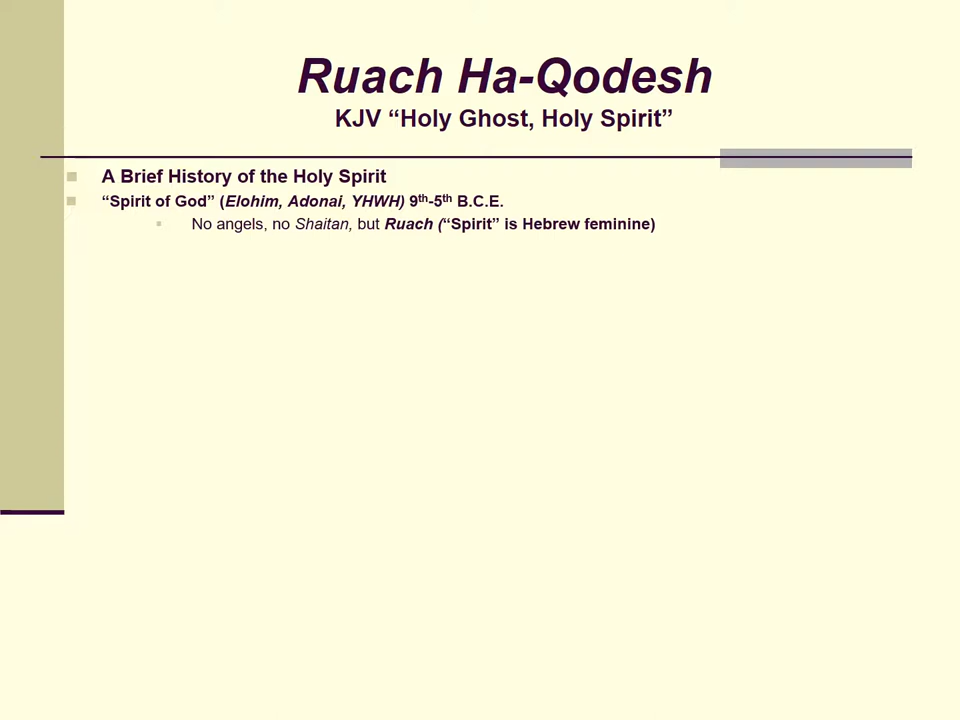 Ruach Ha-Qodesh
KJV “Holy Ghost, Holy Spirit”
A Brief History of the Holy Spirit
“Spirit of God” (Elohim, Adonai, YHWH) 9th-5th B.C.E.
No angels, no Shaitan, but Ruach (“Spirit” is Hebrew feminine)